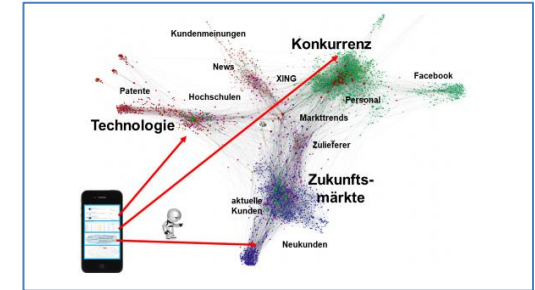 Kundenmeinungen
Konkurrenz
News
XING
Facebook
Patente
Hochschulen
Personal
Technologie
Markttrends
Zulieferer
Zukunfts-
märkte
aktuelle
Kunden
Neukunden